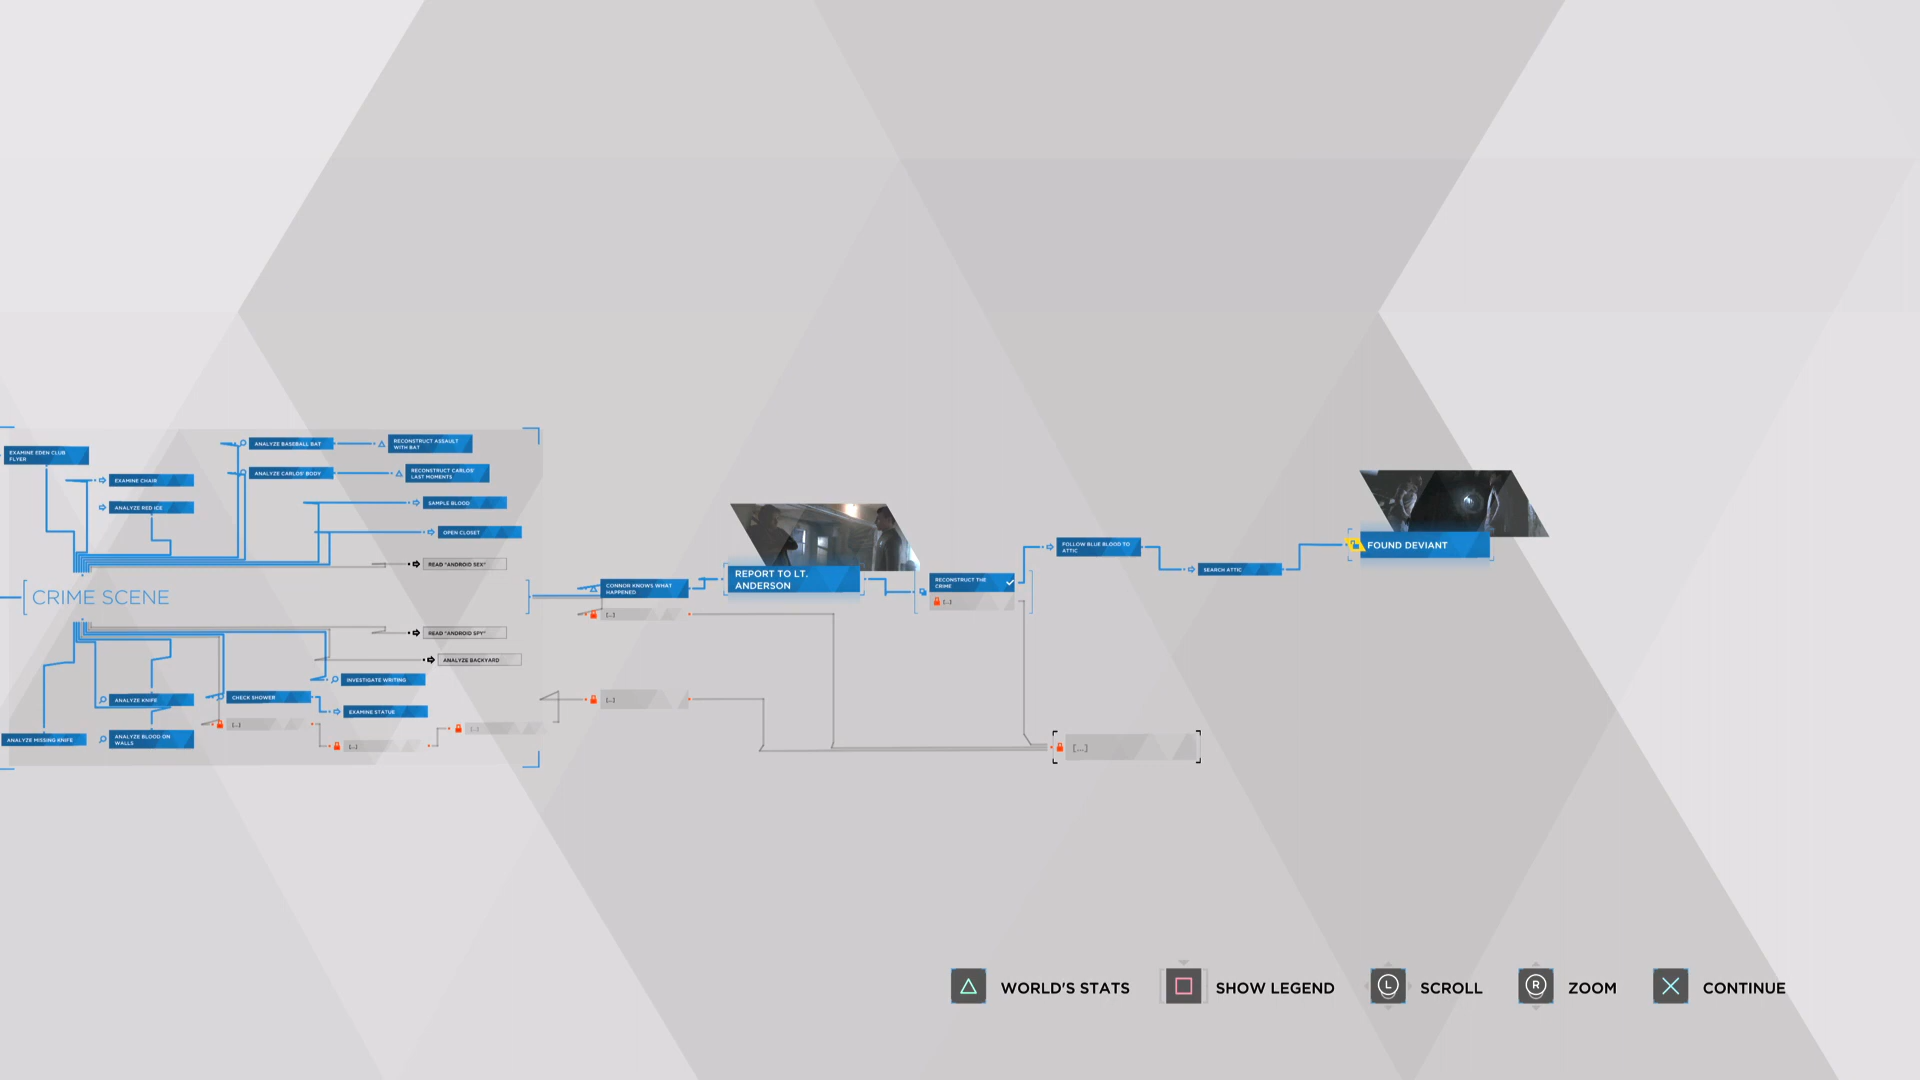 EXAMINE EDEN CLUB
FLYER
EXAMINE CHAIR
ANALYZE RED ICE
ANALYZE BASEBALL BAT
RECONSTRUCT ASSAULT
WITH BAT
ANALYZE CARLOS' BODY
RECONSTRUCT CARLOS'
LAST MOMENTS
SAMPLE BLOOD
OPEN CLOSET
READ "ANDROID SEX"
CRIME SCENE
READ "ANDROID SPY"
ANALYZE BACKYARD
INVESTIGATE WRITING
ANALYZE KNIFE
CHECK SHOWER
EXAMINE STATUE
[...]
[...]
[...]
ANALYZE MISSING KNIFE
ANALYZE BLOOD ON
WALLS
CONNOR KNOWS WHAT
HAPPENED
[...]
[...]
REPORT TO LT.
ANDERSON
RECONSTRUCT THE
CRIME
[...]
FOLLOW BLUE BLOOD TO
ATTIC
SEARCH ATTIC
FOUND DEVIANT
[...]
WORLD'S STATS
SHOW LEGEND
L
SCROLL
R
ZOOM
CONTINUE